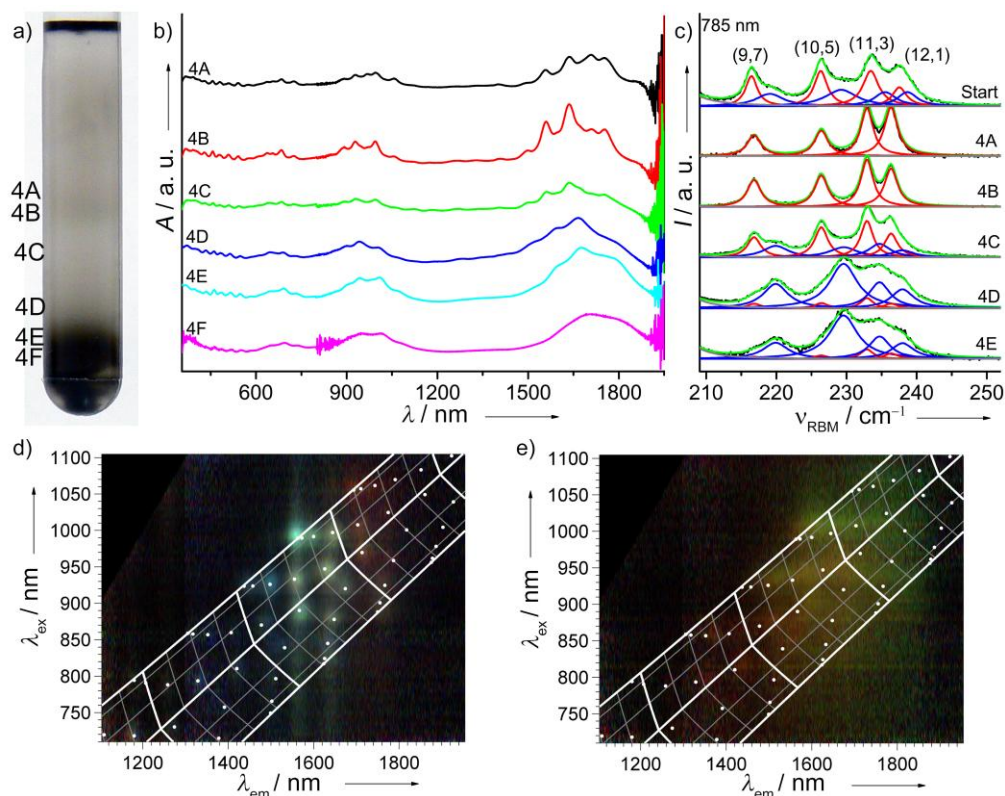 a)
4A
4B
4C
4D
4E
4F
b)
A / a. u.
4A
4B
4C
4D
4E
4F
600 900 1200 1500 1800
λ / nm
c)
785 nm
(9,7) (10,5) (11,3) (12,1)
Start
4A
4B
4C
4D
4E
I / a. u.
210 220 230 240 250
νRBM / cm⁻¹
d)
1100
1050
1000
950
900
850
800
750
λex / nm
1200 1400 1600 1800
λem / nm
e)
1100
1050
1000
950
900
850
800
750
λex / nm
1200 1400 1600 1800
λem / nm